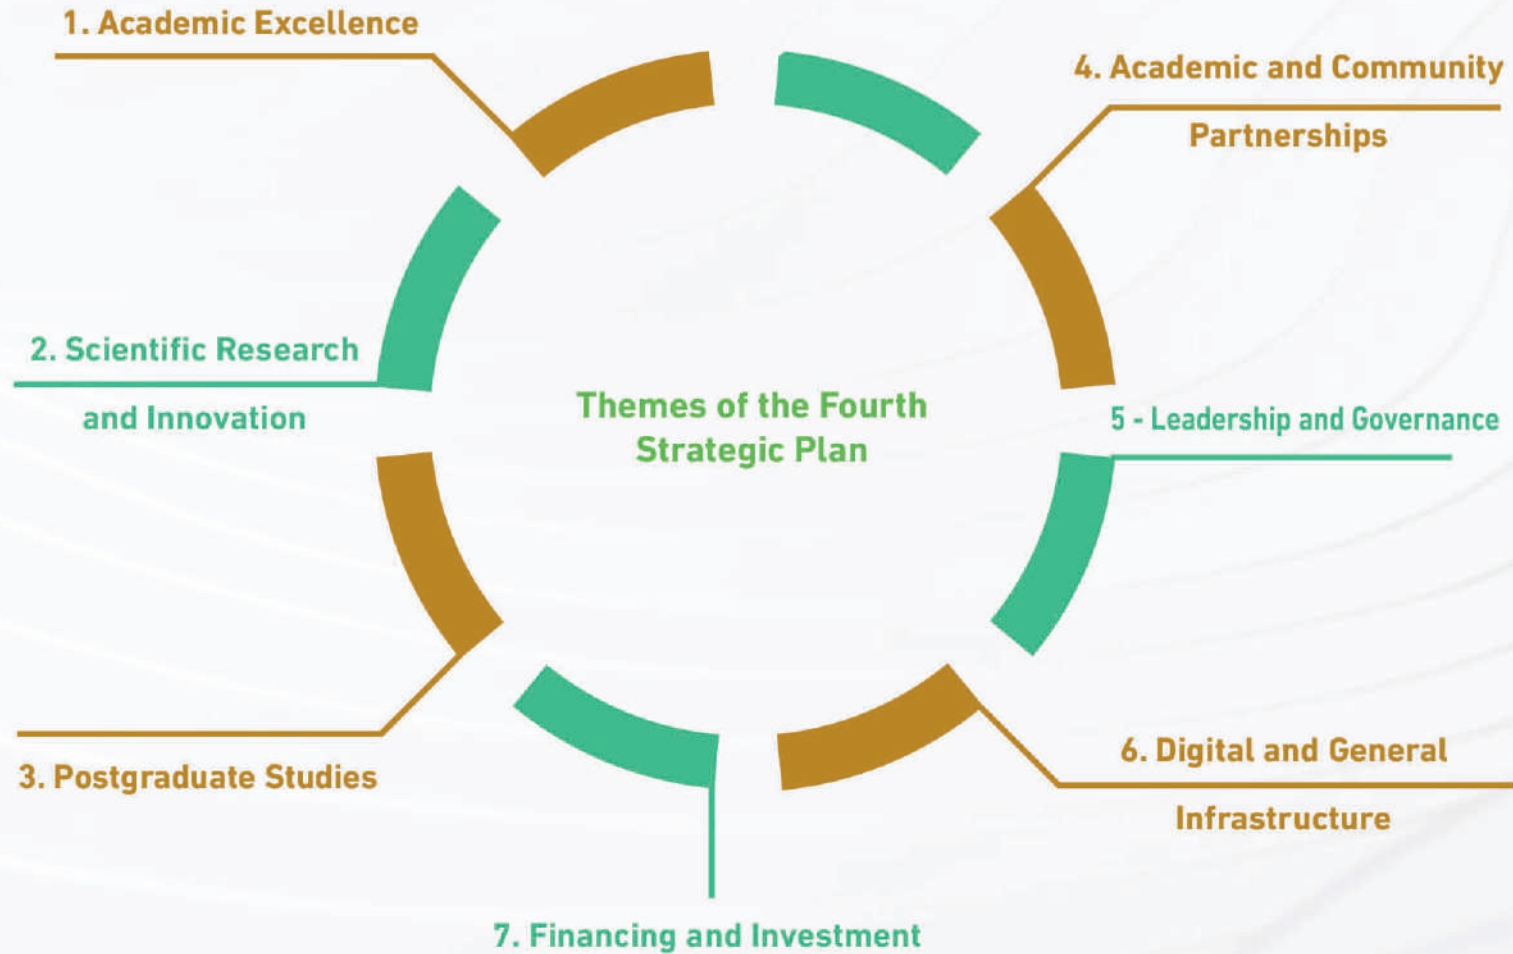 1. Academic Excellence
2. Scientific Research
and Innovation
3. Postgraduate Studies
4. Academic and Community
Partnerships
5 - Leadership and Governance
6. Digital and General
Infrastructure
7. Financing and Investment
Themes of the Fourth
Strategic Plan